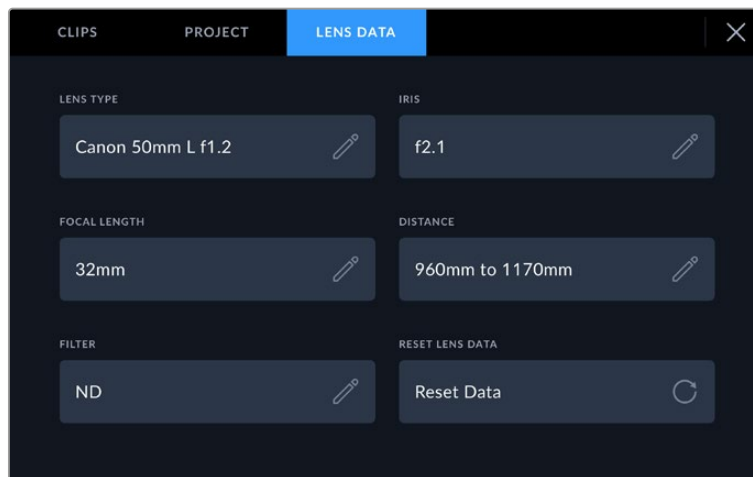 CLIPS PROJECT LENS DATA
LENS TYPE IRIS
Canon 50mm L f1.2 f2.1
FOCAL LENGTH DISTANCE
32mm 960mm to 1170mm
FILTER RESET LENS DATA
ND Reset Data